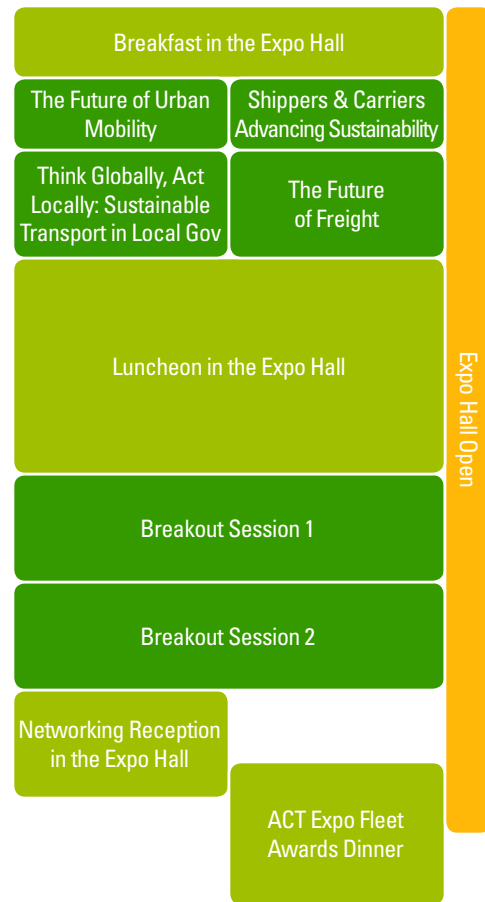 Breakfast in the Expo Hall
The Future of Urban
Mobility
Shippers & Carriers
Advancing Sustainability
Think Globally, Act
Locally: Sustainable
Transport in Local Gov
The Future
of Freight
Luncheon in the Expo Hall
Expo Hall Open
Breakout Session 1
Breakout Session 2
Networking Reception
in the Expo Hall
ACT Expo Fleet
Awards Dinner